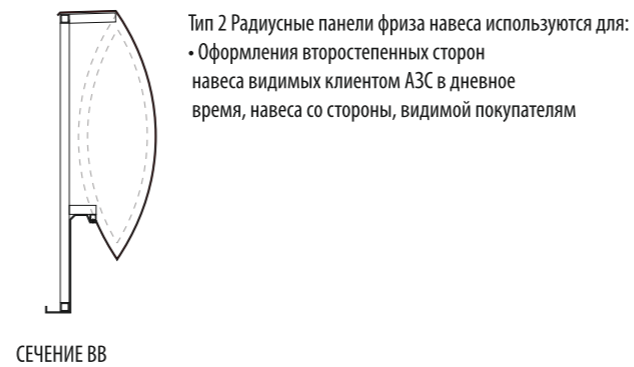 Тип 2 Радиусные панели фриза навеса используются для:
• Оформления второстепенных сторон
навеса видимых клиентом АЗС в дневное
время, навеса со стороны, видимой покупателям
СЕЧЕНИЕ ВВ